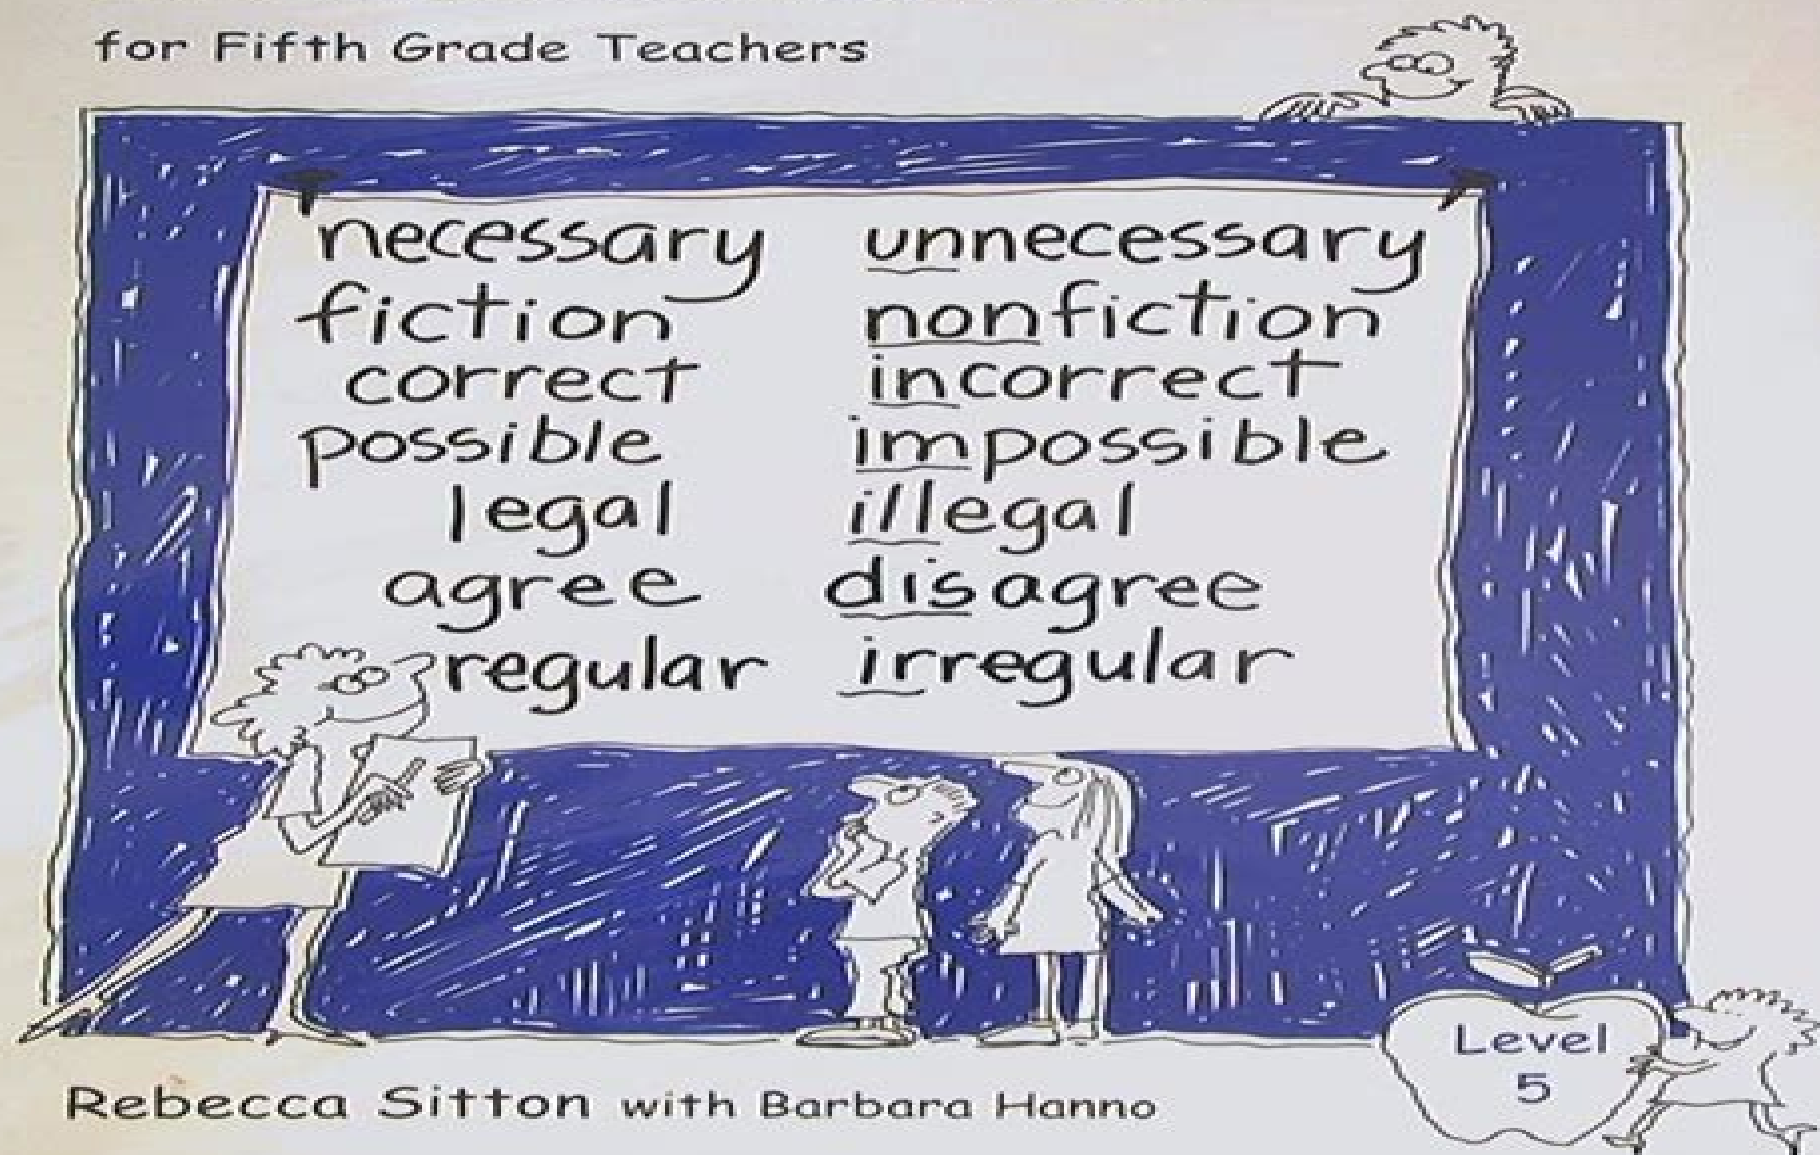 for Fifth Grade Teachers
necessary unnecessary
fiction nonfiction
correct incorrect
possible impossible
legal illegal
agree disagree
regular irregular
Level
5
Rebecca Sitton with Barbara Hanno